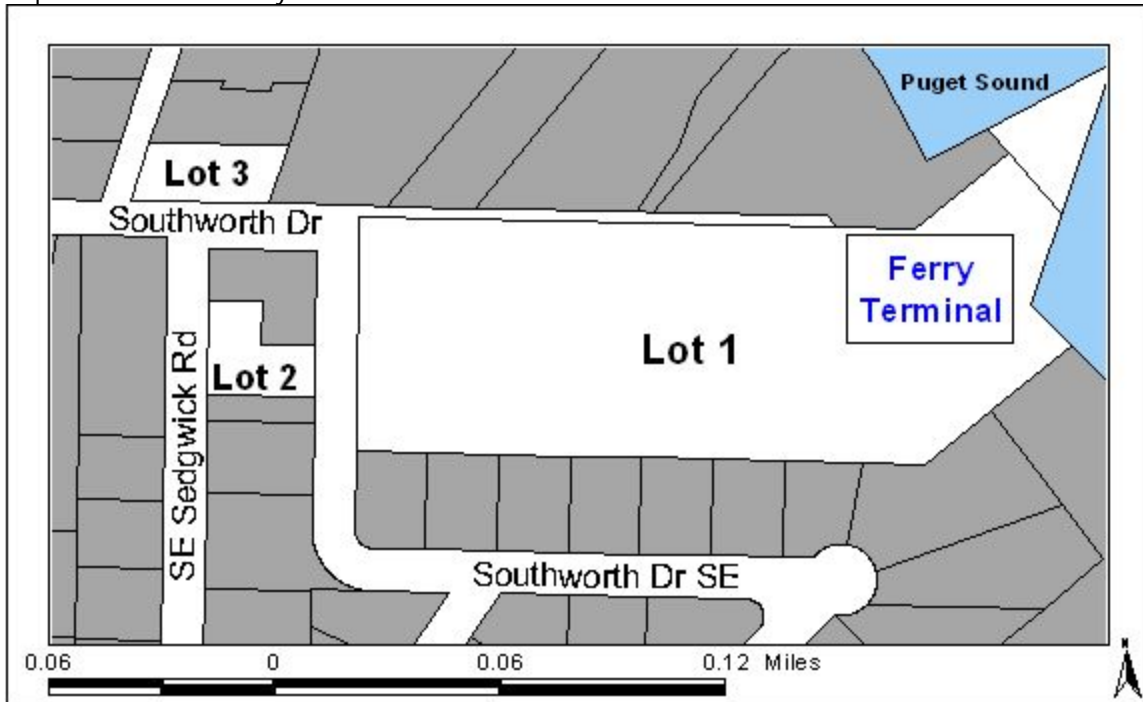 Puget Sound
Lot 3
Southworth Dr
Ferry
Terminal
Lot 1
SE Sedgwick Rd
Lot 2
Southworth Dr SE
0.06 0 0.06 0.12 Miles
N